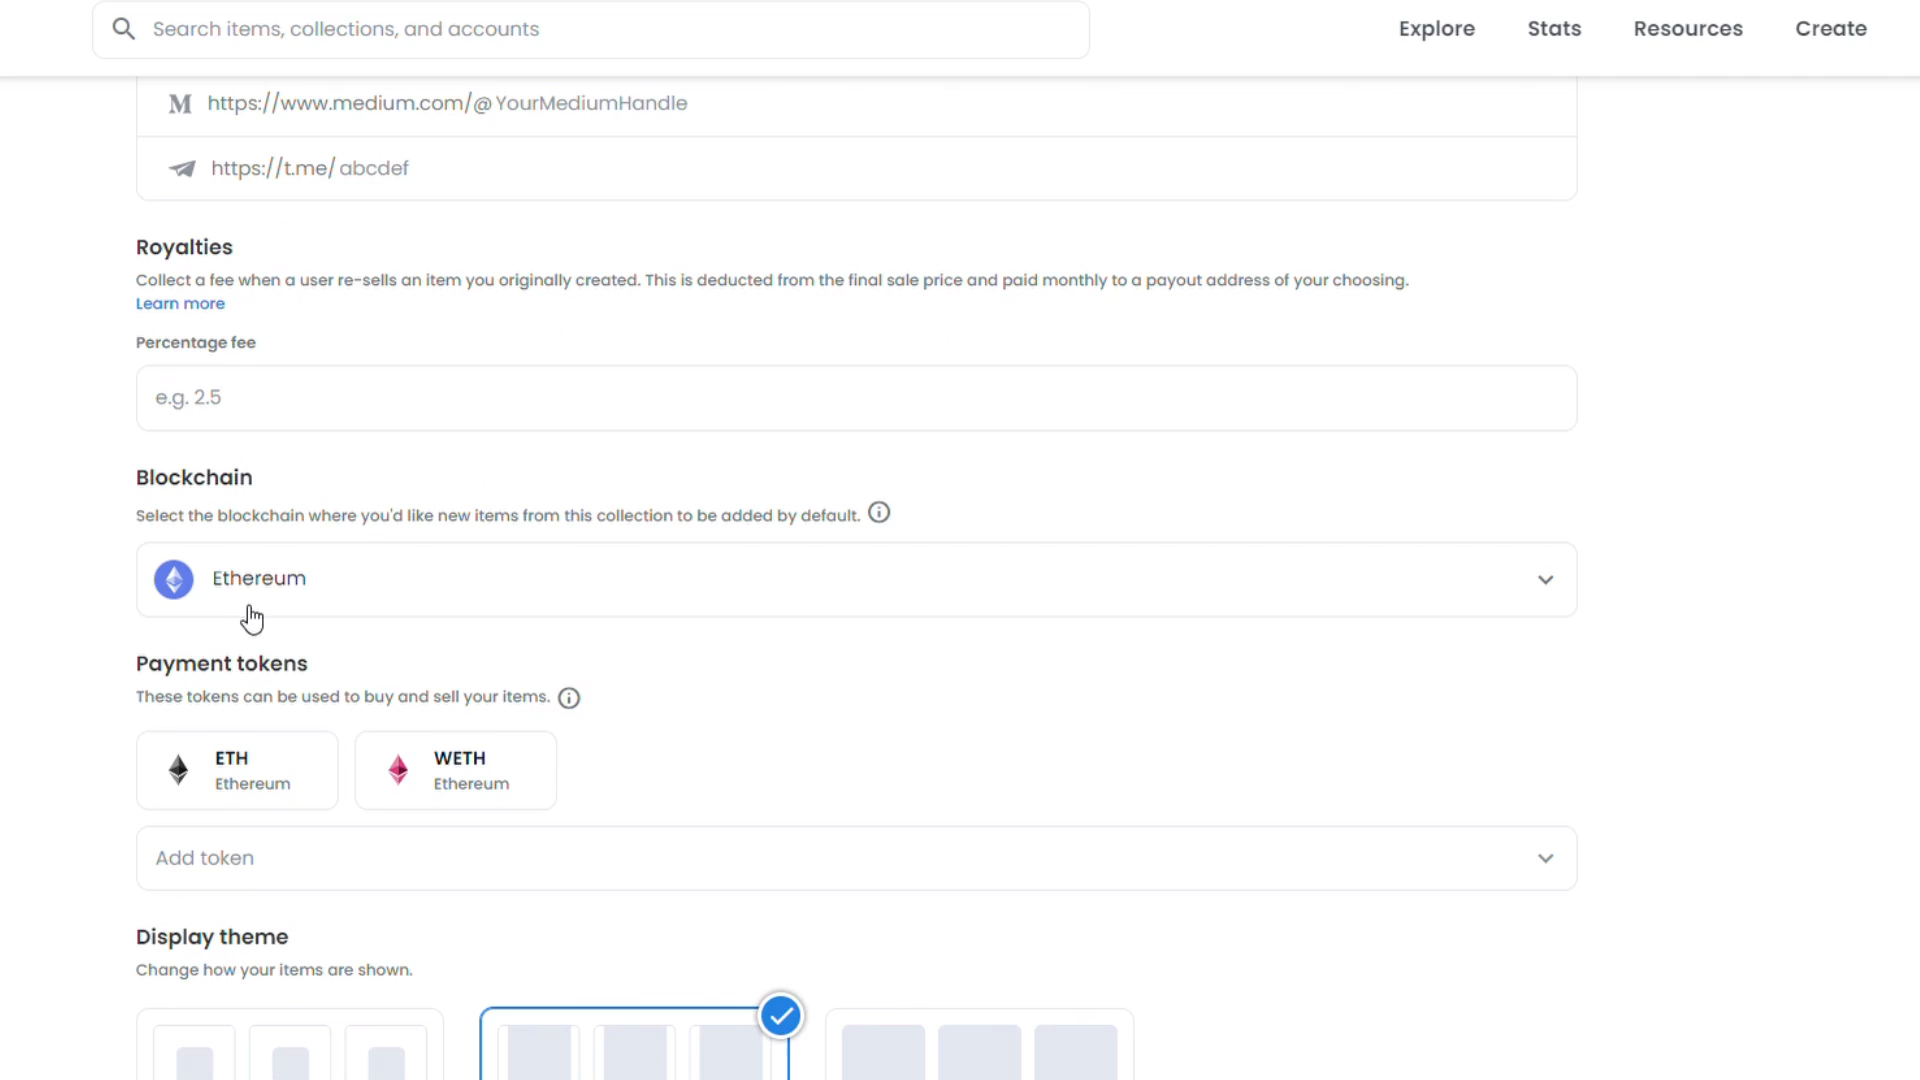 Search items, collections, and accounts
Explore
Stats
Resources
Create
https://www.medium.com/@YourMediumHandle
https://t.me/abcdef
Royalties
Collect a fee when a user re-sells an item you originally created. This is deducted from the final sale price and paid monthly to a payout address of your choosing.
Learn more
Percentage fee
e.g. 2.5
Blockchain
Select the blockchain where you'd like new items from this collection to be added by default.
Ethereum
Payment tokens
These tokens can be used to buy and sell your items.
ETH
Ethereum
WETH
Ethereum
Add token
Display theme
Change how your items are shown.